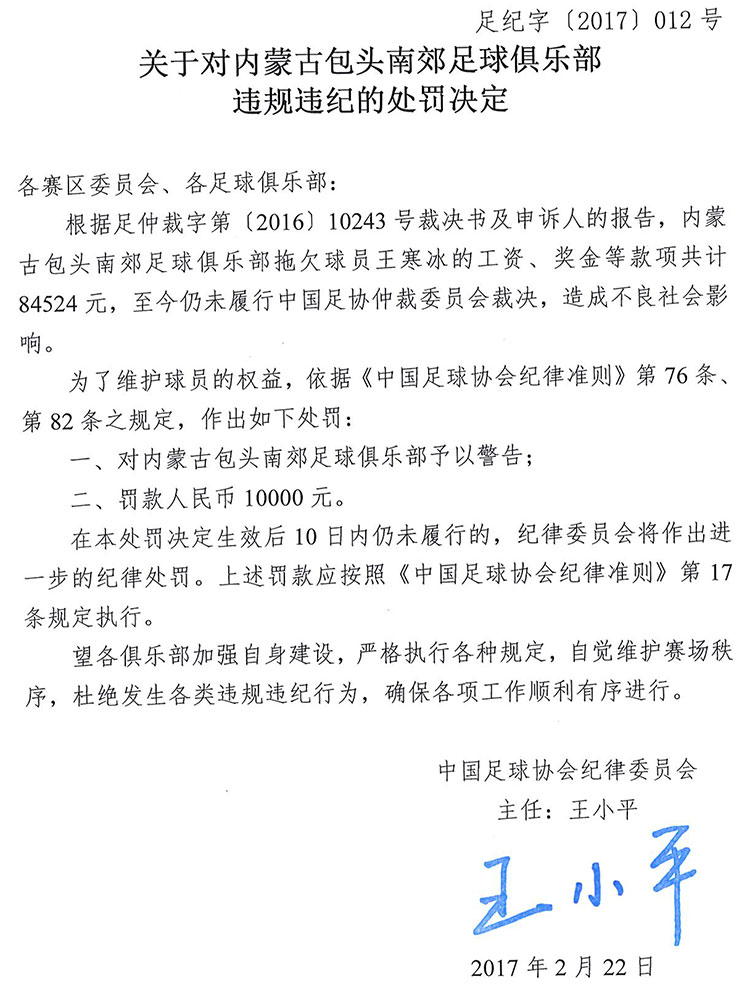 足纪字〔2017〕012 号
关于对内蒙古包头南郊足球俱乐部
违规违纪的处罚决定
各赛区委员会、各足球俱乐部：
根据足仲裁字第〔2016〕10243 号裁决书及申诉人的报告，内蒙
古包头南郊足球俱乐部拖欠球员王寒冰的工资、奖金等款项共计
84524 元，至今仍未履行中国足协仲裁委员会裁决，造成不良社会影
响。
为了维护球员的权益，依据《中国足球协会纪律准则》第 76 条、
第 82 条之规定，作出如下处罚：
一、对内蒙古包头南郊足球俱乐部予以警告；
二、罚款人民币 10000 元。
在本处罚决定生效后 10 日内仍未履行的，纪律委员会将作出进
一步的纪律处罚。上述罚款应按照《中国足球协会纪律准则》第 17
条规定执行。
望各俱乐部加强自身建设，严格执行各种规定，自觉维护赛场秩
序，杜绝发生各类违规违纪行为，确保各项工作顺利有序进行。
中国足球协会纪律委员会
主任：王小平
王小平
2017 年 2 月 22 日